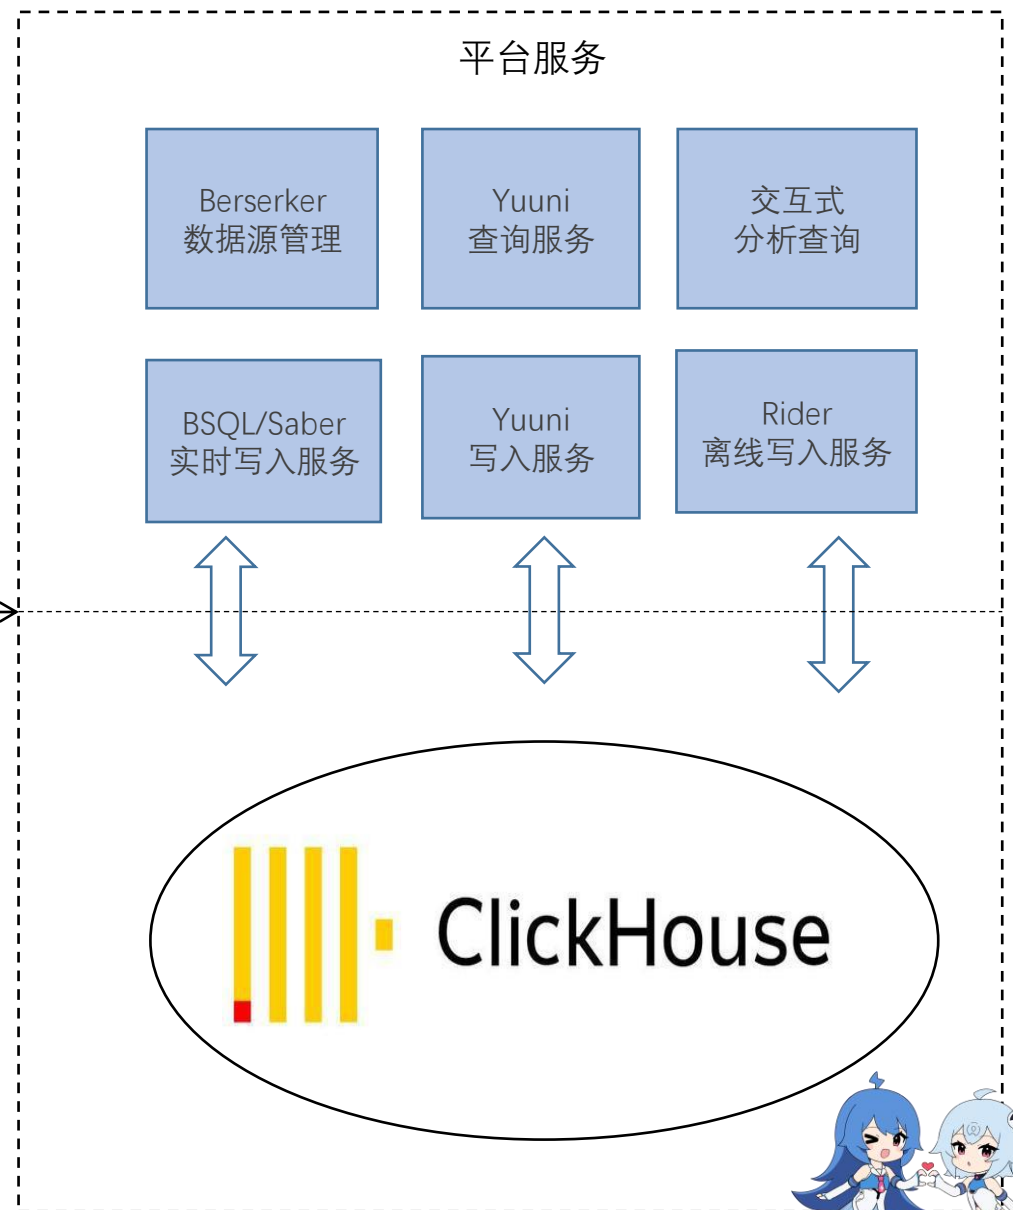 平台服务
Berserker
数据源管理
Yuuni
查询服务
交互式
分析查询
BSQL/Saber
实时写入服务
Yuuni
写入服务
Rider
离线写入服务
ClickHouse